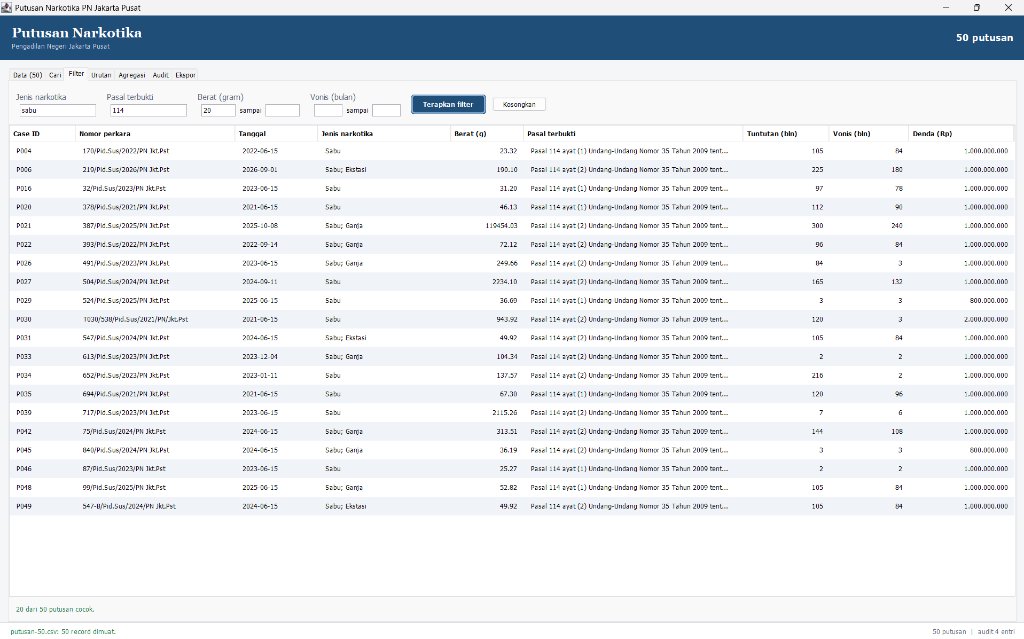 Putusan Narkotika PN Jakarta Pusat
Putusan Narkotika
Pengadilan Negeri Jakarta Pusat
50 putusan
Data (50) Cari Filter Urutan Agregasi Audit Ekspor
Jenis narkotika Pasal terbukti Berat (gram) Vonis (bulan)
sabu 114 20 sampai sampai Terapkan filter Kosongkan
Case ID Nomor perkara Tanggal Jenis narkotika Berat (g) Pasal terbukti Tuntutan (bln) Vonis (bln) Denda (Rp)
P004 170/Pid.Sus/2022/PN Jkt.Pst 2022-06-15 Sabu 23.32 Pasal 114 ayat (1) Undang-Undang Nomor 35 Tahun 2009 tent... 105 84 1.000.000.000
P006 219/Pid.Sus/2026/PN Jkt.Pst 2026-09-01 Sabu; Ekstasi 190.10 Pasal 114 ayat (2) Undang-Undang Nomor 35 Tahun 2009 tent... 225 180 1.000.000.000
P016 32/Pid.Sus/2023/PN Jkt.Pst 2023-06-15 Sabu 31.20 Pasal 114 ayat (1) Undang-Undang Nomor 35 Tahun 2009 tent... 97 78 1.000.000.000
P020 378/Pid.Sus/2021/PN Jkt.Pst 2021-06-15 Sabu 46.13 Pasal 114 ayat (1) Undang-Undang Nomor 35 Tahun 2009 tent... 112 90 1.000.000.000
P021 387/Pid.Sus/2025/PN Jkt.Pst 2025-10-08 Sabu; Ganja 119454.03 Pasal 114 ayat (2) Undang-Undang Nomor 35 Tahun 2009 tent... 300 240 1.000.000.000
P022 393/Pid.Sus/2022/PN Jkt.Pst 2022-09-14 Sabu; Ganja 72.12 Pasal 114 ayat (2) Undang-Undang Nomor 35 Tahun 2009 tent... 96 84 1.000.000.000
P026 491/Pid.Sus/2023/PN Jkt.Pst 2023-06-15 Sabu; Ganja 249.66 Pasal 114 ayat (2) Undang-Undang Nomor 35 Tahun 2009 tent... 84 3 1.000.000.000
P027 504/Pid.Sus/2024/PN Jkt.Pst 2024-09-11 Sabu 2234.10 Pasal 114 ayat (2) Undang-Undang Nomor 35 Tahun 2009 tent... 165 132 1.000.000.000
P029 524/Pid.Sus/2025/PN Jkt.Pst 2025-06-15 Sabu 36.69 Pasal 114 ayat (1) Undang-Undang Nomor 35 Tahun 2009 tent... 3 3 800.000.000
P030 T030/538/Pid.Sus/2021/PN/Jkt.Pst 2021-06-15 Sabu 943.92 Pasal 114 ayat (2) Undang-Undang Nomor 35 Tahun 2009 tent... 120 3 2.000.000.000
P031 547/Pid.Sus/2024/PN Jkt.Pst 2024-06-15 Sabu; Ekstasi 49.92 Pasal 114 ayat (2) Undang-Undang Nomor 35 Tahun 2009 tent... 105 84 1.000.000.000
P033 613/Pid.Sus/2023/PN Jkt.Pst 2023-12-04 Sabu; Ganja 104.34 Pasal 114 ayat (2) Undang-Undang Nomor 35 Tahun 2009 tent... 2 2 1.000.000.000
P034 652/Pid.Sus/2023/PN Jkt.Pst 2023-01-11 Sabu 137.57 Pasal 114 ayat (2) Undang-Undang Nomor 35 Tahun 2009 tent... 216 2 1.000.000.000
P035 694/Pid.Sus/2021/PN Jkt.Pst 2021-06-15 Sabu 67.30 Pasal 114 ayat (1) Undang-Undang Nomor 35 Tahun 2009 tent... 120 96 1.000.000.000
P039 717/Pid.Sus/2023/PN Jkt.Pst 2023-06-15 Sabu 2115.26 Pasal 114 ayat (2) Undang-Undang Nomor 35 Tahun 2009 tent... 7 6 1.000.000.000
P042 75/Pid.Sus/2024/PN Jkt.Pst 2024-06-15 Sabu; Ganja 313.51 Pasal 114 ayat (2) Undang-Undang Nomor 35 Tahun 2009 tent... 144 108 1.000.000.000
P045 840/Pid.Sus/2024/PN Jkt.Pst 2024-06-15 Sabu; Ganja 36.19 Pasal 114 ayat (2) Undang-Undang Nomor 35 Tahun 2009 tent... 3 3 800.000.000
P046 87/Pid.Sus/2023/PN Jkt.Pst 2023-06-15 Sabu 25.27 Pasal 114 ayat (1) Undang-Undang Nomor 35 Tahun 2009 tent... 2 2 1.000.000.000
P048 99/Pid.Sus/2025/PN Jkt.Pst 2025-06-15 Sabu; Ganja 52.82 Pasal 114 ayat (1) Undang-Undang Nomor 35 Tahun 2009 tent... 105 84 1.000.000.000
P049 547-B/Pid.Sus/2024/PN Jkt.Pst 2024-06-15 Sabu; Ekstasi 49.92 Pasal 114 ayat (2) Undang-Undang Nomor 35 Tahun 2009 tent... 105 84 1.000.000.000
20 dari 50 putusan cocok.
putusan-50.csv: 50 record dimuat.
50 putusan | audit 4 entri